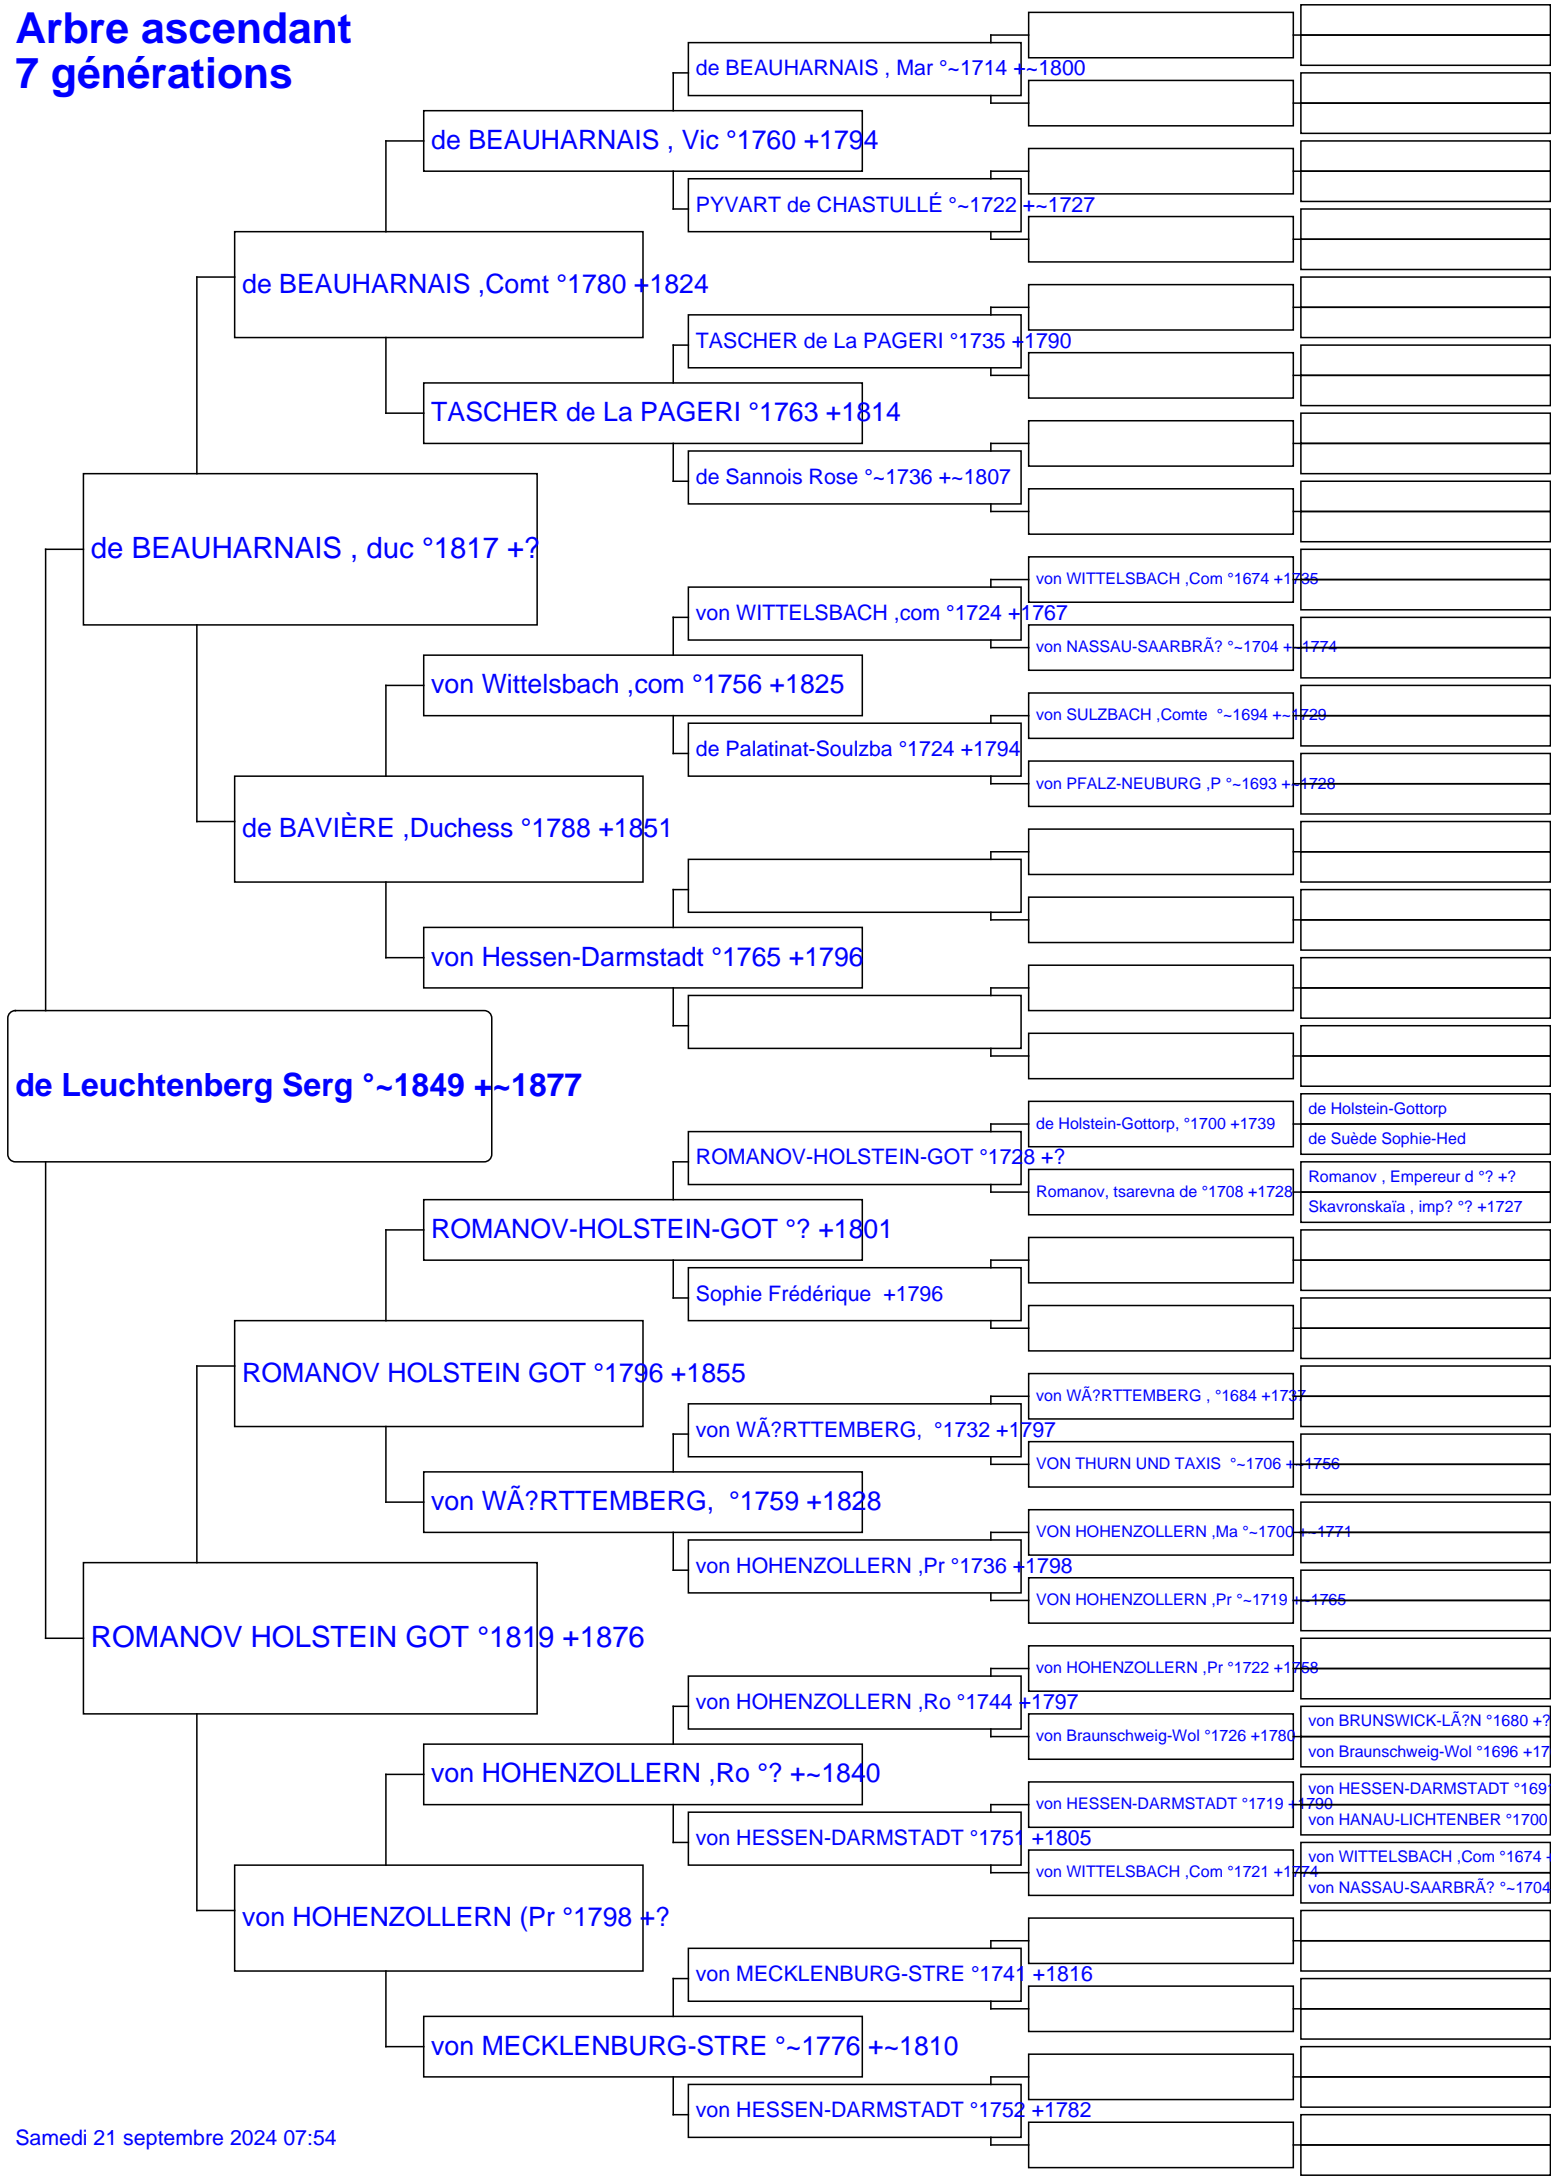 Arbre ascendant
7 générations
de BEAUHARNAIS , Mar °~1714 +~1800
de BEAUHARNAIS , Vic °1760 +1794
PYVART de CHASTULLÉ °~1722 +~1727
de BEAUHARNAIS ,Comt °1780 +1824
TASCHER de La PAGERI °1735 +1790
TASCHER de La PAGERI °1763 +1814
de Sannois Rose °~1736 +~1807
de BEAUHARNAIS , duc °1817 +?
von WITTELSBACH ,Com °1674 +1735
von WITTELSBACH ,com °1724 +1767
von NASSAU-SAARBRÃ? °~1704 +~1774
von Wittelsbach ,com °1756 +1825
von SULZBACH ,Comte °~1694 +~1729
de Palatinat-Soulzba °1724 +1794
von PFALZ-NEUBURG ,P °~1693 +~1728
de BAVIÈRE ,Duchess °1788 +1851
von Hessen-Darmstadt °1765 +1796
de Leuchtenberg Serg °~1849 +~1877
de Holstein-Gottorp
de Holstein-Gottorp, °1700 +1739
de Suède Sophie-Hed
ROMANOV-HOLSTEIN-GOT °1728 +?
Romanov , Empereur d °? +?
Romanov, tsarevna de °1708 +1728
Skavronskaïa , imp? °? +1727
ROMANOV-HOLSTEIN-GOT °? +1801
Sophie Frédérique +1796
ROMANOV HOLSTEIN GOT °1796 +1855
von WÃ?RTTEMBERG , °1684 +1737
von WÃ?RTTEMBERG, °1732 +1797
VON THURN UND TAXIS °~1706 +~1756
von WÃ?RTTEMBERG, °1759 +1828
VON HOHENZOLLERN ,Ma °~1700 +~1771
von HOHENZOLLERN ,Pr °1736 +1798
VON HOHENZOLLERN ,Pr °~1719 +~1765
ROMANOV HOLSTEIN GOT °1819 +1876
von HOHENZOLLERN ,Pr °1722 +1758
von HOHENZOLLERN ,Ro °1744 +1797
von BRUNSWICK-LÃ?N °1680 +?
von Braunschweig-Wol °1726 +1780
von Braunschweig-Wol °1696 +17
von HOHENZOLLERN ,Ro °? +~1840
von HESSEN-DARMSTADT °169
von HESSEN-DARMSTADT °1719 +1790
von HANAU-LICHTENBER °1700
von HESSEN-DARMSTADT °1751 +1805
von WITTELSBACH ,Com °1674 +
von WITTELSBACH ,Com °1721 +1774
von NASSAU-SAARBRÃ? °~1704
von HOHENZOLLERN (Pr °1798 +?
von MECKLENBURG-STRE °1741 +1816
von MECKLENBURG-STRE °~1776 +~1810
von HESSEN-DARMSTADT °1752 +1782
Samedi 21 septembre 2024 07:54